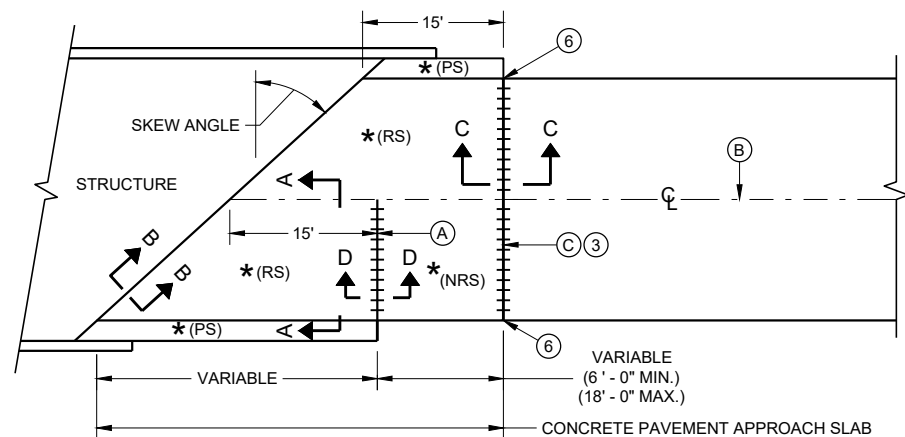 15'
6
*(PS)
SKEW ANGLE
*(RS)
C C
B
STRUCTURE
A
℄
15'
A
B
D D
C 3
*(RS)
*(NRS)
B
*(PS)
A
6
VARIABLE
VARIABLE
(6 ' - 0" MIN.)
(18' - 0" MAX.)
CONCRETE PAVEMENT APPROACH SLAB